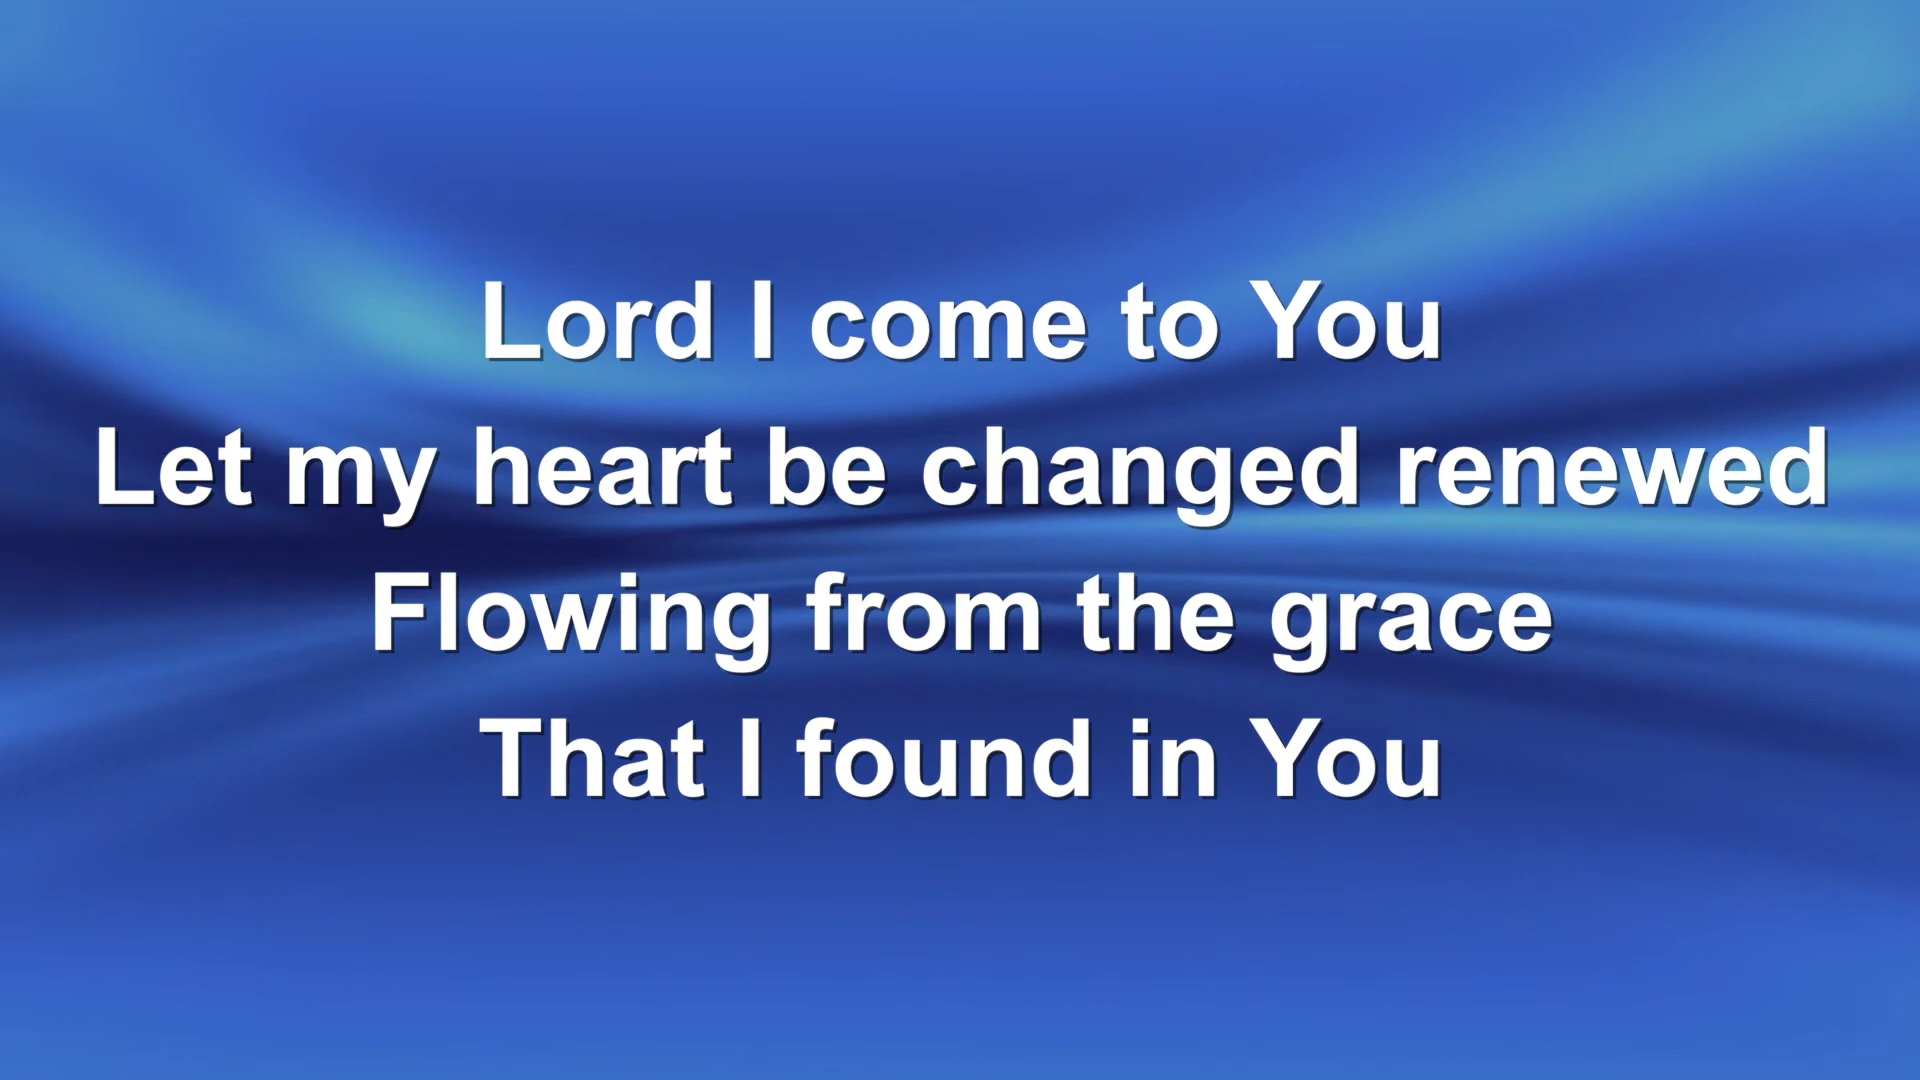 Lord I come to You
Let my heart be changed renewed
Flowing from the grace
That I found in You